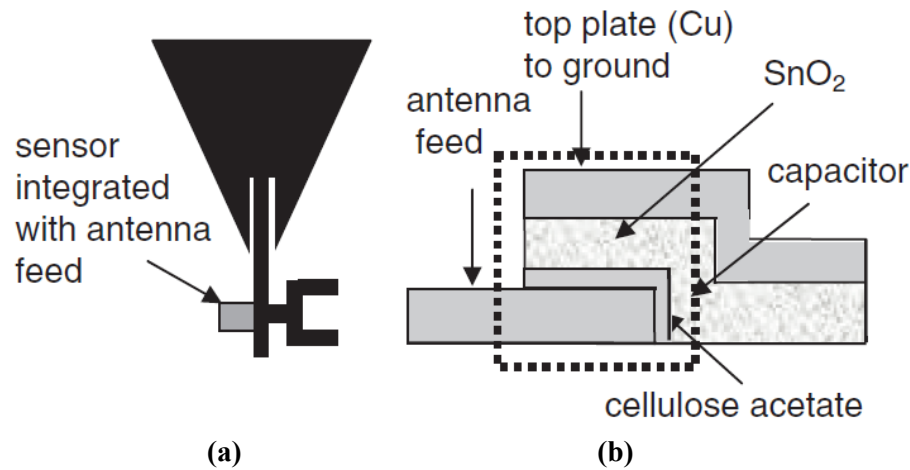 sensor
integrated
with antenna
feed
(a)
top plate (Cu)
to ground
SnO₂
antenna
feed
capacitor
cellulose acetate
(b)